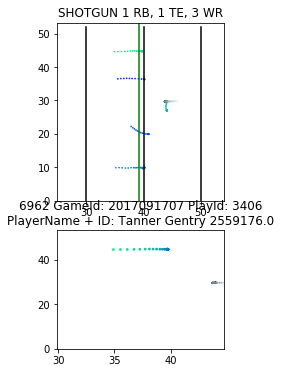 SHOTGUN 1 RB, 1 TE, 3 WR
50
40
30
20
10
0
30 40 50
6962 GameId: 2017091707 PlayId: 3406
PlayerName + ID: Tanner Gentry 2559176.0
40
20
0
30 35 40